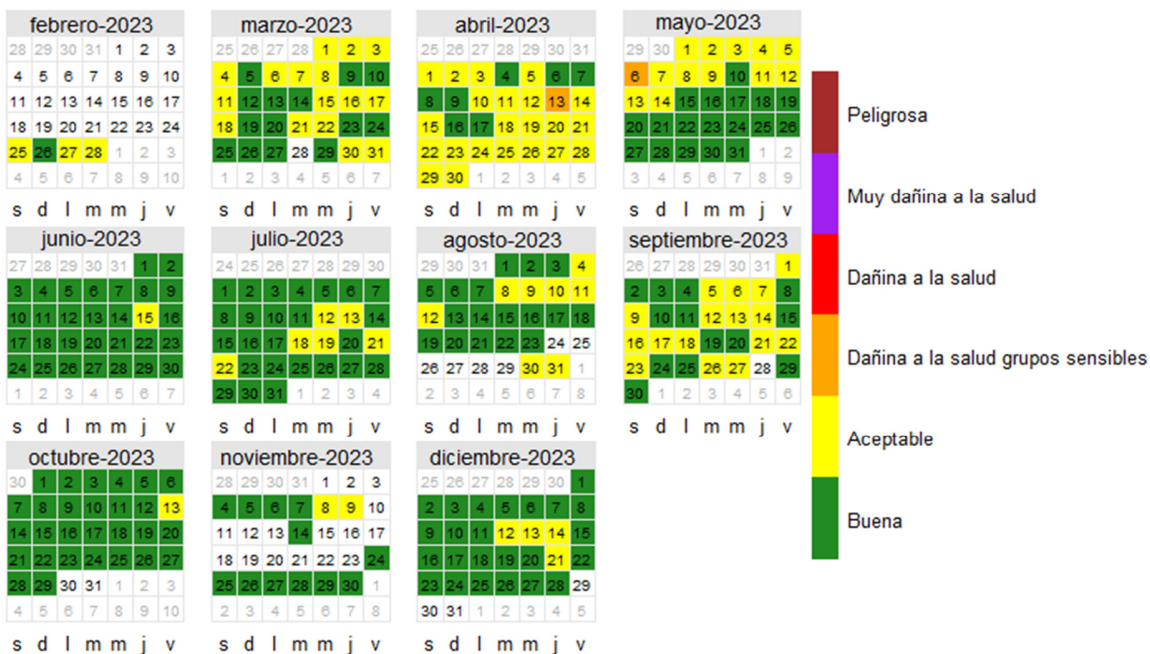 febrero-2023 marzo-2023 abril-2023 mayo-2023
28 29 30 31 1 2 3 25 26 27 28 1 2 3 25 26 27 28 29 30 31 29 30 1 2 3 4 5
4 5 6 7 8 9 10 4 5 6 7 8 9 10 1 2 3 4 5 6 7 6 7 8 9 10 11 12
11 12 13 14 15 16 17 11 12 13 14 15 16 17 8 9 10 11 12 13 14 13 14 15 16 17 18 19
18 19 20 21 22 23 24 18 19 20 21 22 23 24 15 16 17 18 19 20 21 20 21 22 23 24 25 26
25 26 27 28 1 2 3 25 26 27 28 29 30 31 22 23 24 25 26 27 28 27 28 29 30 31 1 2
4 5 6 7 8 9 10 1 2 3 4 5 6 7 29 30 1 2 3 4 5 3 4 5 6 7 8 9
s d l m m j v s d l m m j v s d l m m j v s d l m m j v
junio-2023 julio-2023 agosto-2023 septiembre-2023
27 28 29 30 31 1 2 24 25 26 27 28 29 30 29 30 31 1 2 3 4 26 27 28 29 30 31 1
3 4 5 6 7 8 9 1 2 3 4 5 6 7 5 6 7 8 9 10 11 2 3 4 5 6 7 8
10 11 12 13 14 15 16 8 9 10 11 12 13 14 12 13 14 15 16 17 18 9 10 11 12 13 14 15
17 18 19 20 21 22 23 15 16 17 18 19 20 21 19 20 21 22 23 24 25 16 17 18 19 20 21 22
24 25 26 27 28 29 30 22 23 24 25 26 27 28 26 27 28 29 30 31 1 23 24 25 26 27 28 29
1 2 3 4 5 6 7 29 30 31 1 2 3 4 2 3 4 5 6 7 8 30 1 2 3 4 5 6
s d l m m j v s d l m m j v s d l m m j v s d l m m j v
octubre-2023 noviembre-2023 diciembre-2023
30 1 2 3 4 5 6 28 29 30 31 1 2 3 25 26 27 28 29 30 1
7 8 9 10 11 12 13 4 5 6 7 8 9 10 2 3 4 5 6 7 8
14 15 16 17 18 19 20 11 12 13 14 15 16 17 9 10 11 12 13 14 15
21 22 23 24 25 26 27 18 19 20 21 22 23 24 16 17 18 19 20 21 22
28 29 30 31 1 2 3 25 26 27 28 29 30 1 23 24 25 26 27 28 29
4 5 6 7 8 9 10 2 3 4 5 6 7 8 30 31 1 2 3 4 5
s d l m m j v s d l m m j v s d l m m j v
Peligrosa
Muy dañina a la salud
Dañina a la salud
Dañina a la salud grupos sensibles
Aceptable
Buena